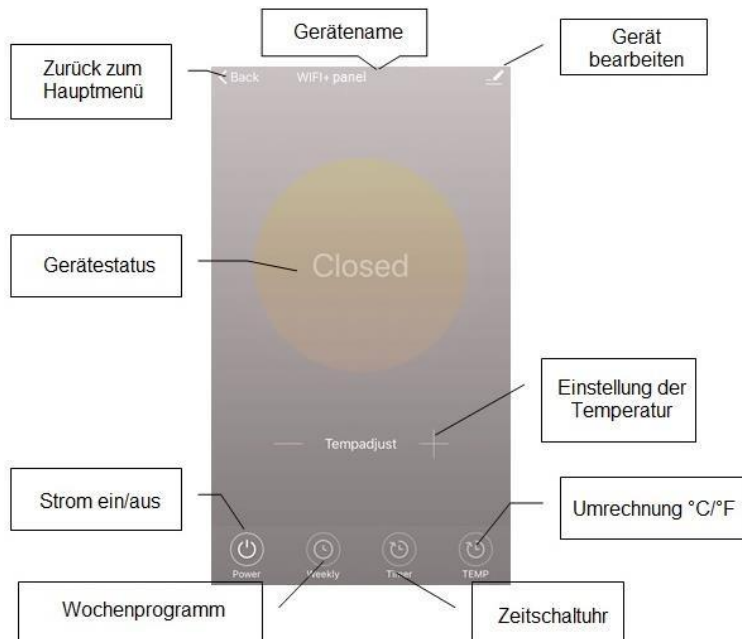 Gerätename
Gerät
bearbeiten
Zurück zum
Hauptmenü
Back
WIFI+ panel
Gerätestatus
Closed
Einstellung der
Temperatur
Tempadjust
Strom ein/aus
Umrechnung °C/°F
Power
Weekly
Timer
TEMP
Wochenprogramm
Zeitschaltuhr